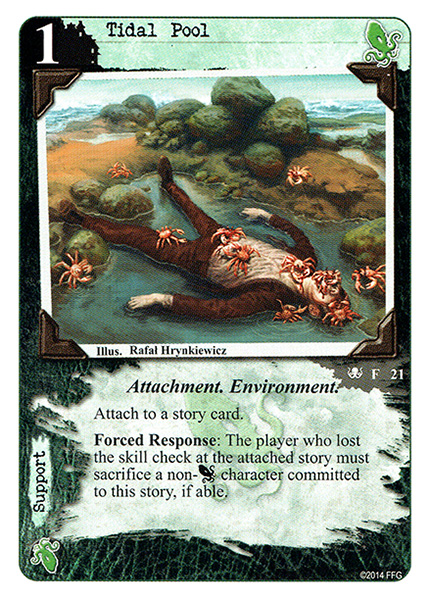 1
Tidal Pool
Illus. Rafał Hrynkiewicz
F 21
Attachment. Environment.
Attach to a story card.
Forced Response: The player who lost
the skill check at the attached story must
sacrifice a non- character committed
to this story, if able.
Support
©2014 FFG